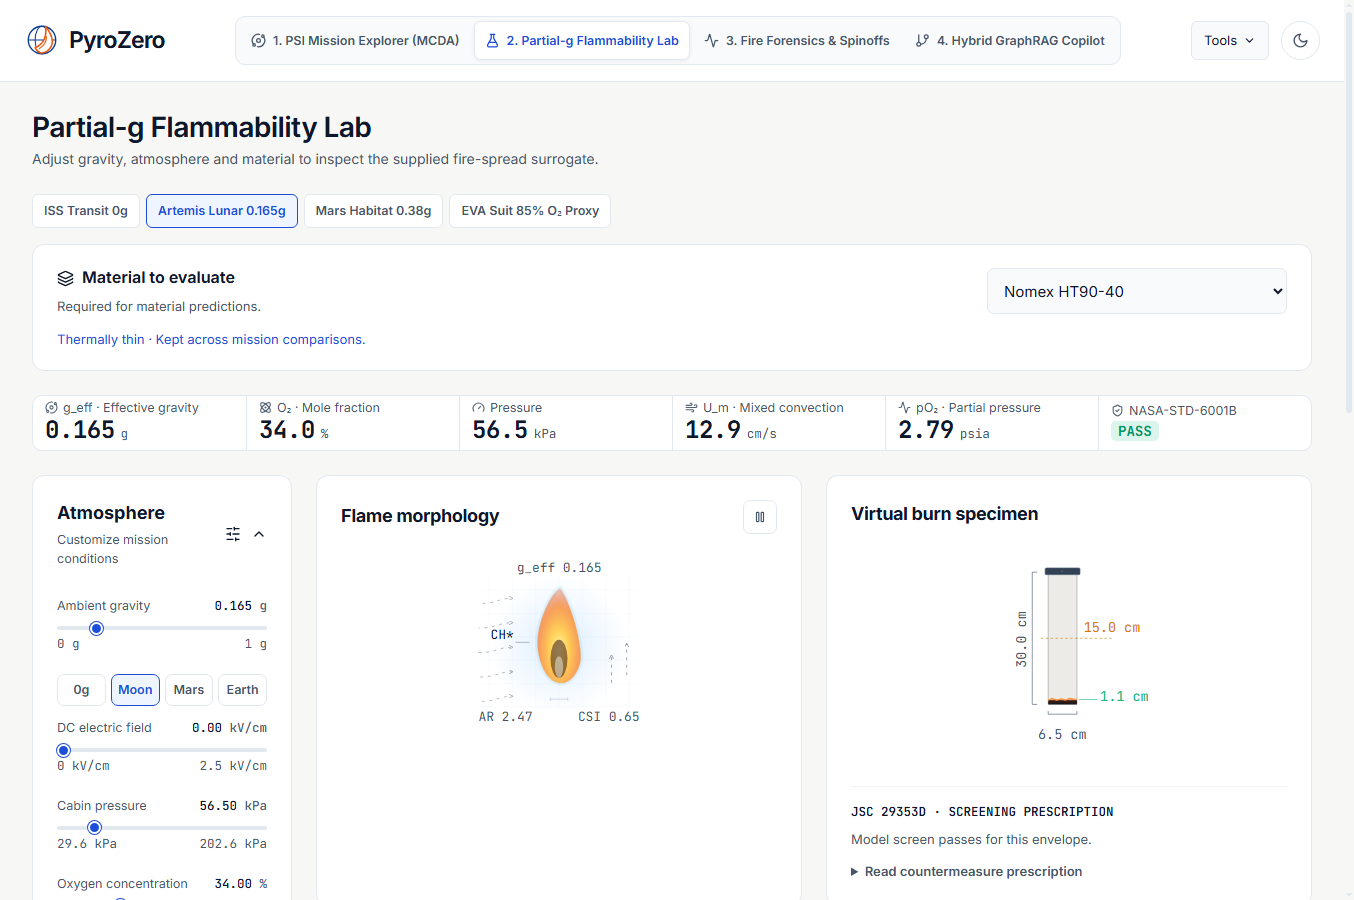 PyroZero
1. PSI Mission Explorer (MCDA)
2. Partial-g Flammability Lab
3. Fire Forensics & Spinoffs
4. Hybrid GraphRAG Copilot
Tools
Partial-g Flammability Lab
Adjust gravity, atmosphere and material to inspect the supplied fire-spread surrogate.
ISS Transit 0g
Artemis Lunar 0.165g
Mars Habitat 0.38g
EVA Suit 85% O₂ Proxy
Material to evaluate
Required for material predictions.
Thermally thin · Kept across mission comparisons.
Nomex HT90-40
g_eff · Effective gravity
0.165 g
O₂ · Mole fraction
34.0 %
Pressure
56.5 kPa
U_m · Mixed convection
12.9 cm/s
pO₂ · Partial pressure
2.79 psia
NASA-STD-6001B
PASS
Atmosphere
Customize mission
conditions
Ambient gravity 0.165 g
0 g 1 g
0g Moon Mars Earth
DC electric field 0.00 kV/cm
0 kV/cm 2.5 kV/cm
Cabin pressure 56.50 kPa
29.6 kPa 202.6 kPa
Oxygen concentration 34.00 %
Flame morphology
g_eff 0.165
CH*
AR 2.47 CSI 0.65
Virtual burn specimen
30.0 cm
15.0 cm
1.1 cm
6.5 cm
JSC 29353D · SCREENING PRESCRIPTION
Model screen passes for this envelope.
Read countermeasure prescription